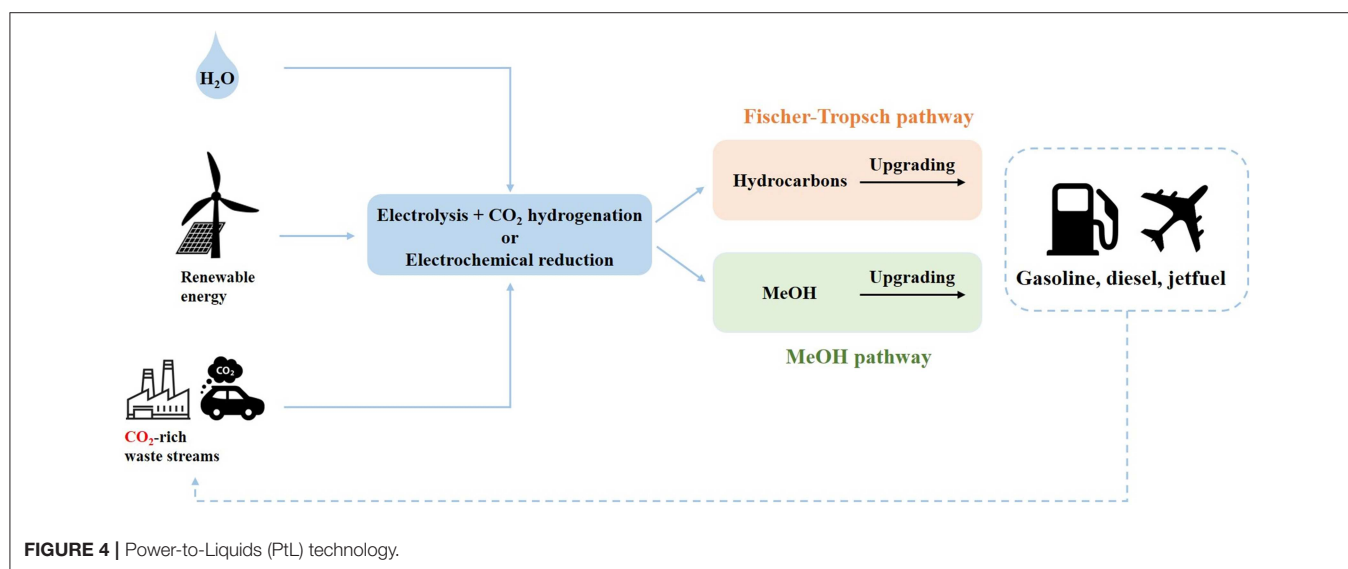 H₂O
Renewable
energy
CO₂
CO₂-rich
waste streams
Electrolysis + CO₂ hydrogenation
or
Electrochemical reduction
Fischer-Tropsch pathway
Hydrocarbons
Upgrading
MeOH
Upgrading
MeOH pathway
Gasoline, diesel, jetfuel
FIGURE 4 | Power-to-Liquids (PtL) technology.